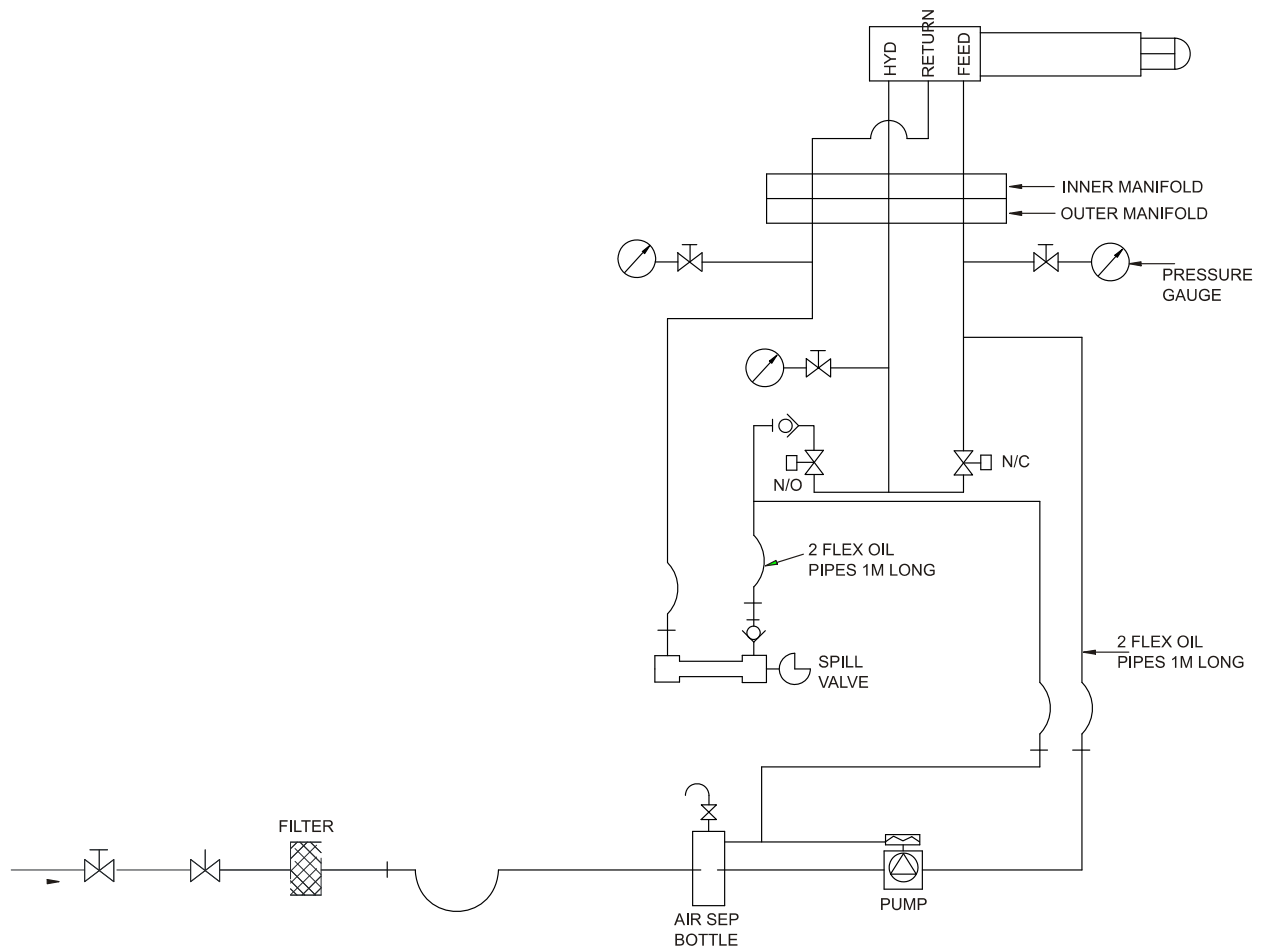 HYD
RETURN
FEED
INNER MANIFOLD
OUTER MANIFOLD
PRESSURE
GAUGE
N/O
N/C
2 FLEX OIL
PIPES 1M LONG
2 FLEX OIL
PIPES 1M LONG
SPILL
VALVE
FILTER
AIR SEP
BOTTLE
PUMP